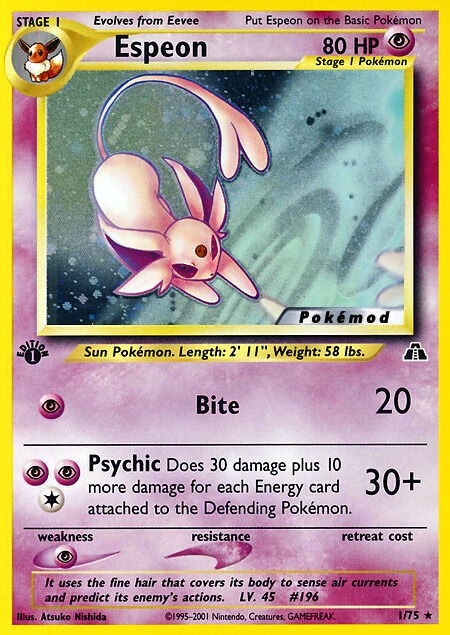 STAGE 1 Evolves from Eevee Put Espeon on the Basic Pokémon
Espeon 80 HP
Stage 1 Pokémon
Pokémod
EDITION
1
Sun Pokémon. Length: 2' 11", Weight: 58 lbs.
Bite 20
Psychic Does 30 damage plus 10
more damage for each Energy card
attached to the Defending Pokémon.
30+
weakness resistance retreat cost
It uses the fine hair that covers its body to sense air currents
and predict its enemy's actions. LV. 45 #196
Illus. Atsuko Nishida ©1995-2001 Nintendo, Creatures, GAMEFREAK. 1/75 ★